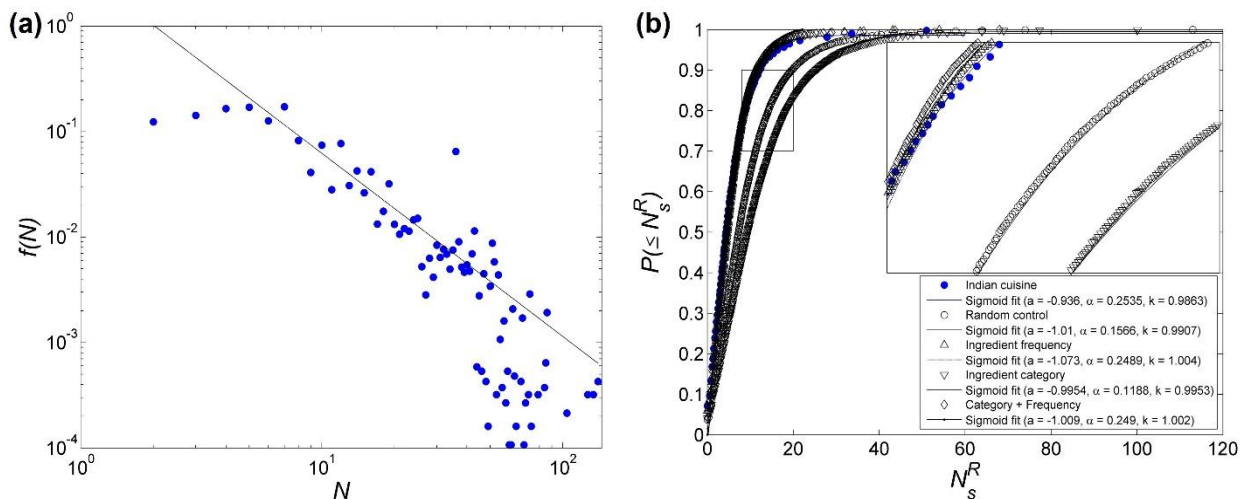 (a)
10^0
10^-1
10^-2
10^-3
10^-4
f(N)
10^0
10^1
10^2
N
(b)
1
0.9
0.8
0.7
0.6
0.5
0.4
0.3
0.2
0.1
0
P(≤ N_s^R)
0 20 40 60 80 100 120
N_s^R
Indian cuisine
Sigmoid fit (a = -0.936, α = 0.2535, k = 0.9863)
Random control
Sigmoid fit (a = -1.01, α = 0.1566, k = 0.9907)
Ingredient frequency
Sigmoid fit (a = -1.073, α = 0.2489, k = 1.004)
Ingredient category
Sigmoid fit (a = -0.9954, α = 0.1188, k = 0.9953)
Category + Frequency
Sigmoid fit (a = -1.009, α = 0.249, k = 1.002)